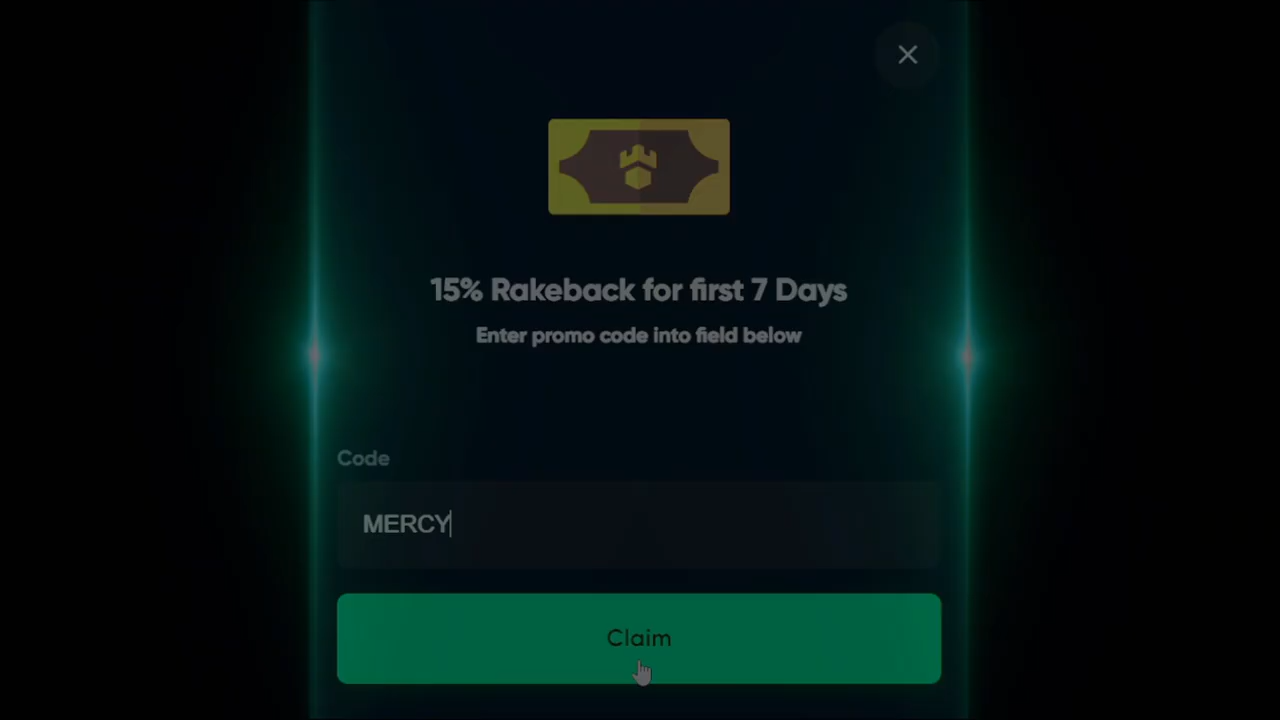 15% Rakeback for first 7 Days
Enter promo code into field below
Code
MERCY
Claim